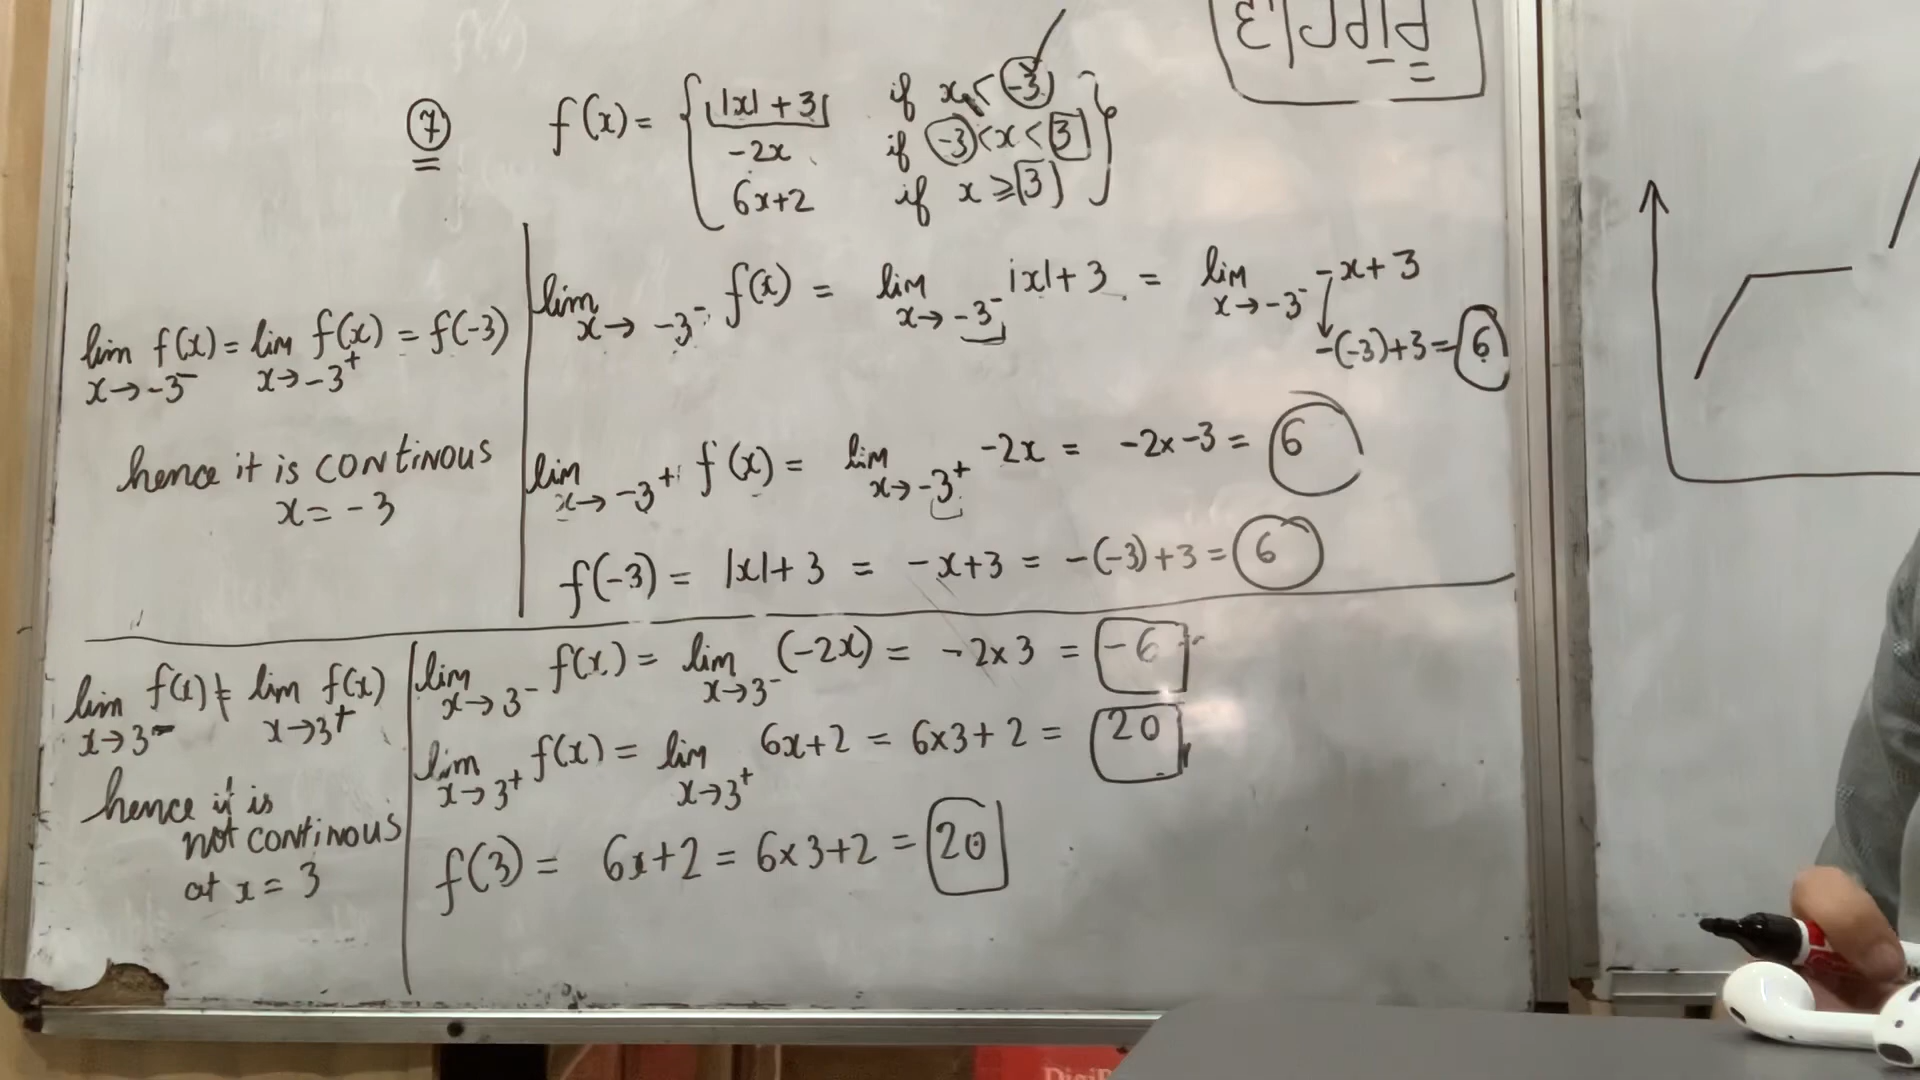 ⑦ f(x) = { |x| + 3 if x ≤ -3
-2x if -3 < x < 3
6x+2 if x ≥ 3 }
lim x→-3⁻ f(x) = lim x→-3⁺ f(x) = f(-3)
hence it is continous
x = -3
lim x→-3⁻ f(x) = lim x→-3⁻ |x| + 3 = lim x→-3⁻ -x + 3
-(-3)+3 = 6
lim x→-3⁺ f(x) = lim x→-3⁺ -2x = -2x-3 = 6
f(-3) = |x| + 3 = -x+3 = -(-3)+3 = 6
lim x→3⁻ f(x) ≠ lim x→3⁺ f(x)
hence it is
not continous
at x = 3
lim x→3⁻ f(x) = lim x→3⁻ (-2x) = -2x3 = -6
lim x→3⁺ f(x) = lim x→3⁺ 6x+2 = 6x3+2 = 20
f(3) = 6x+2 = 6x3+2 = 20